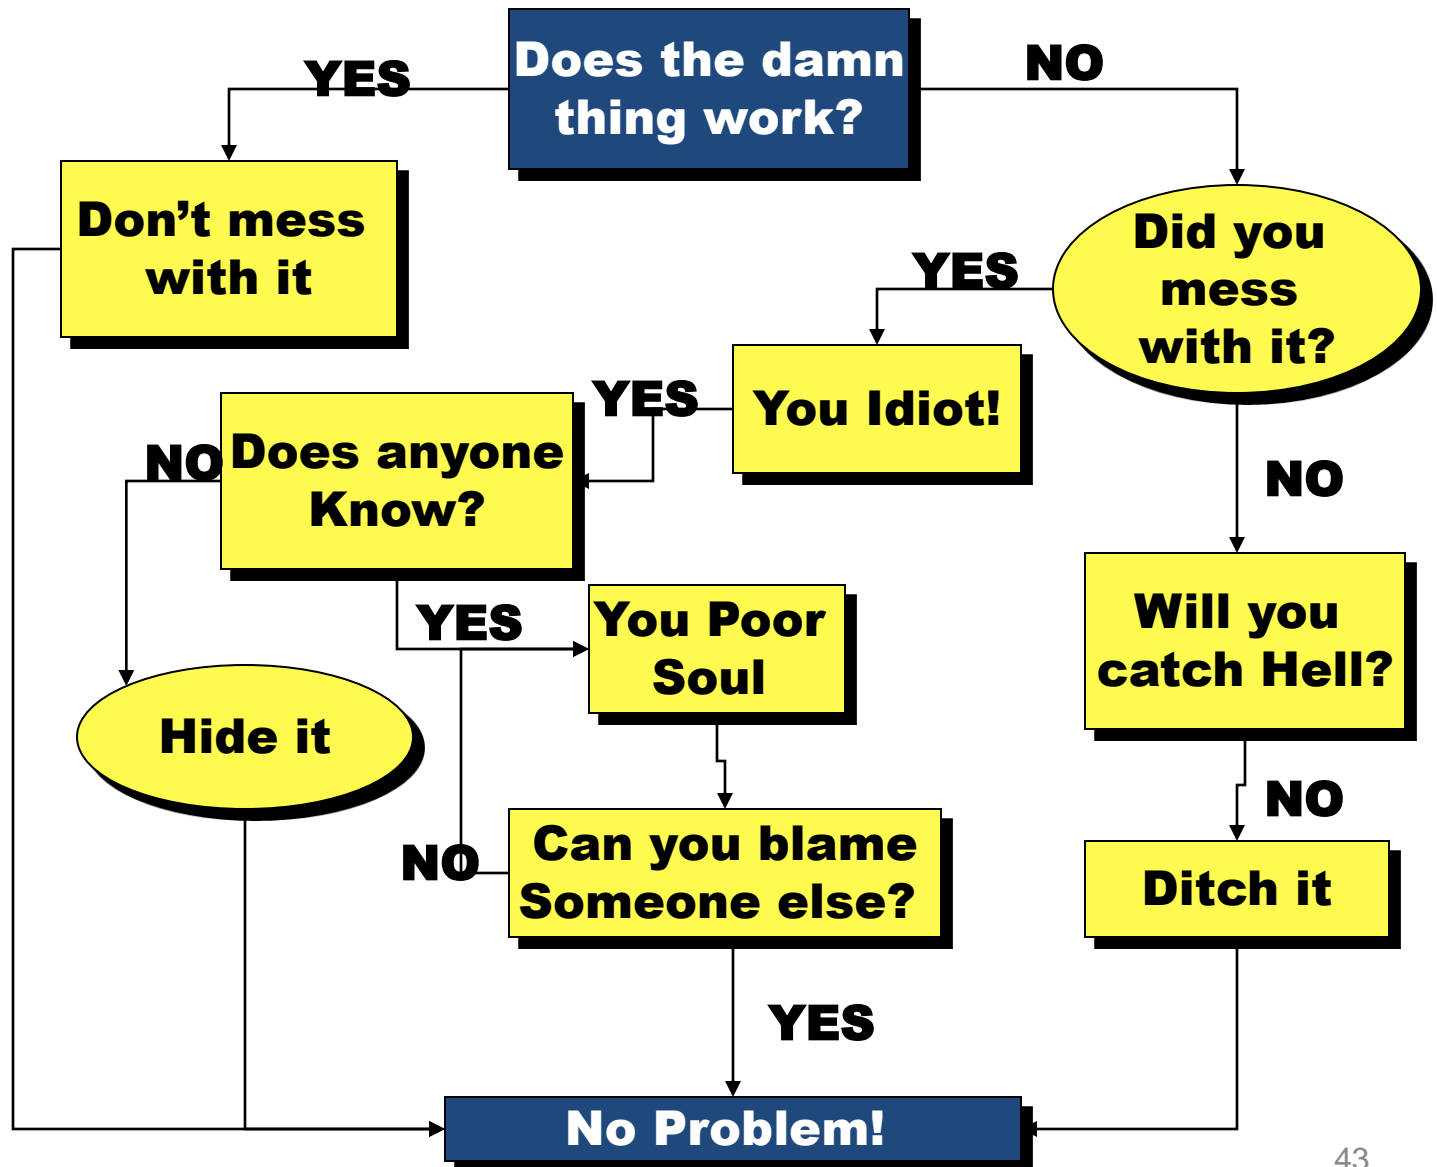 Does the damn
thing work?
YES
NO
Don't mess
with it
Did you
mess
with it?
YES
You Idiot!
YES
Does anyone
Know?
NO
NO
YES
You Poor
Soul
Will you
catch Hell?
Hide it
NO
Can you blame
Someone else?
NO
Ditch it
YES
No Problem!
43